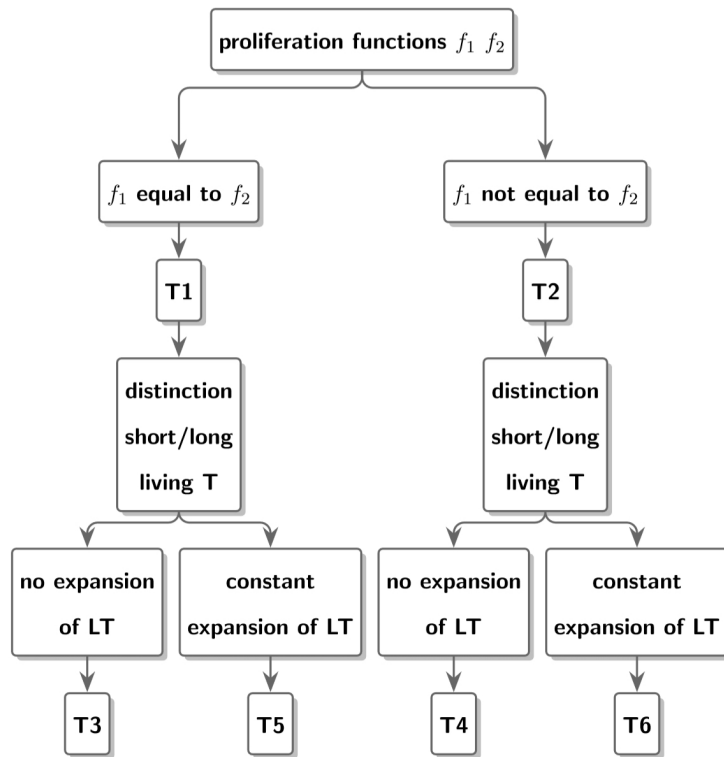 proliferation functions f₁ f₂
f₁ equal to f₂
f₁ not equal to f₂
T1
T2
distinction
short/long
living T
distinction
short/long
living T
no expansion
of LT
constant
expansion of LT
no expansion
of LT
constant
expansion of LT
T3
T5
T4
T6